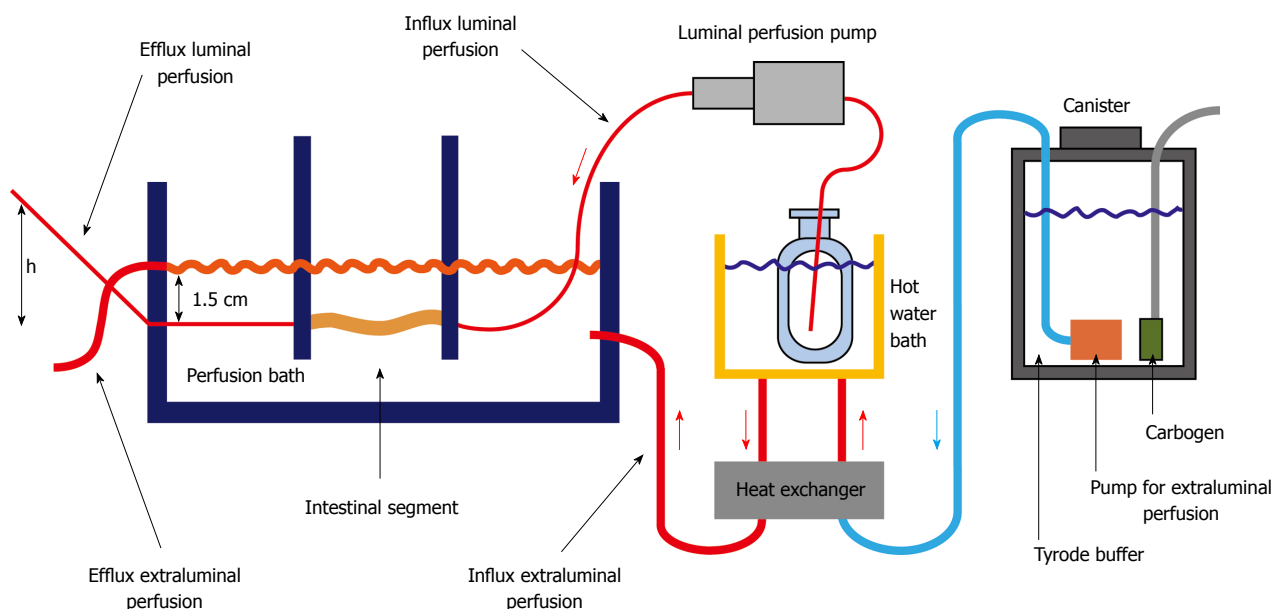 Efflux luminal
perfusion
Influx luminal
perfusion
Luminal perfusion pump
Canister
h
1.5 cm
Hot
water
bath
Perfusion bath
Carbogen
Heat exchanger
Intestinal segment
Pump for extraluminal
perfusion
Tyrode buffer
Efflux extraluminal
perfusion
Influx extraluminal
perfusion